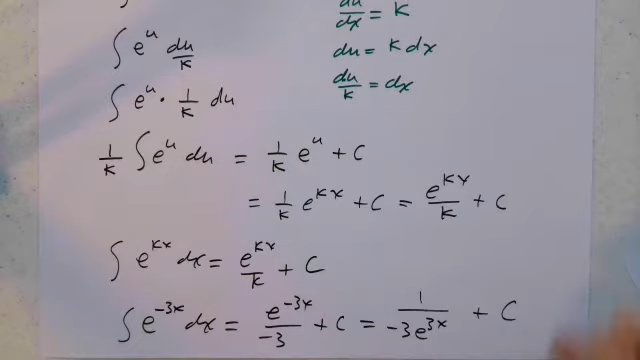 ∫
du/dx = K
∫ e^u du/K
du = K dx
∫ e^u · 1/K du
du/K = dx
1/K ∫ e^u du = 1/K e^u + C
= 1/K e^(Kx) + C = e^(Kx)/K + C
∫ e^(Kx) dx = e^(Kx)/K + C
∫ e^(-3x) dx = e^(-3x)/-3 + C = 1/(-3e^(3x)) + C